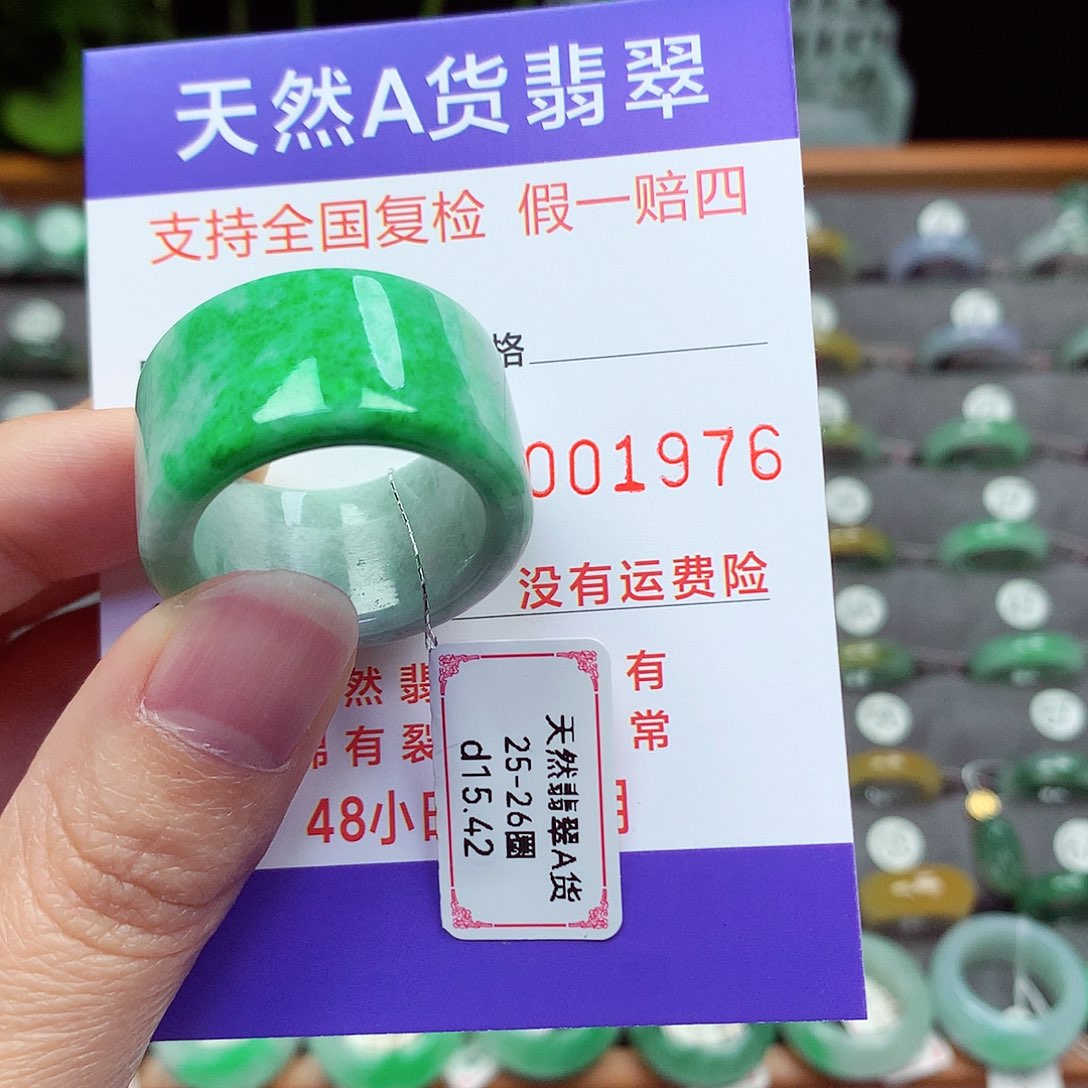 天然A货翡翠
支持全国复检 假一赔四
格
001976
没有运费险
然翡 有
有裂 常
48小
天然翡翠A货
25-26圈
d15.42